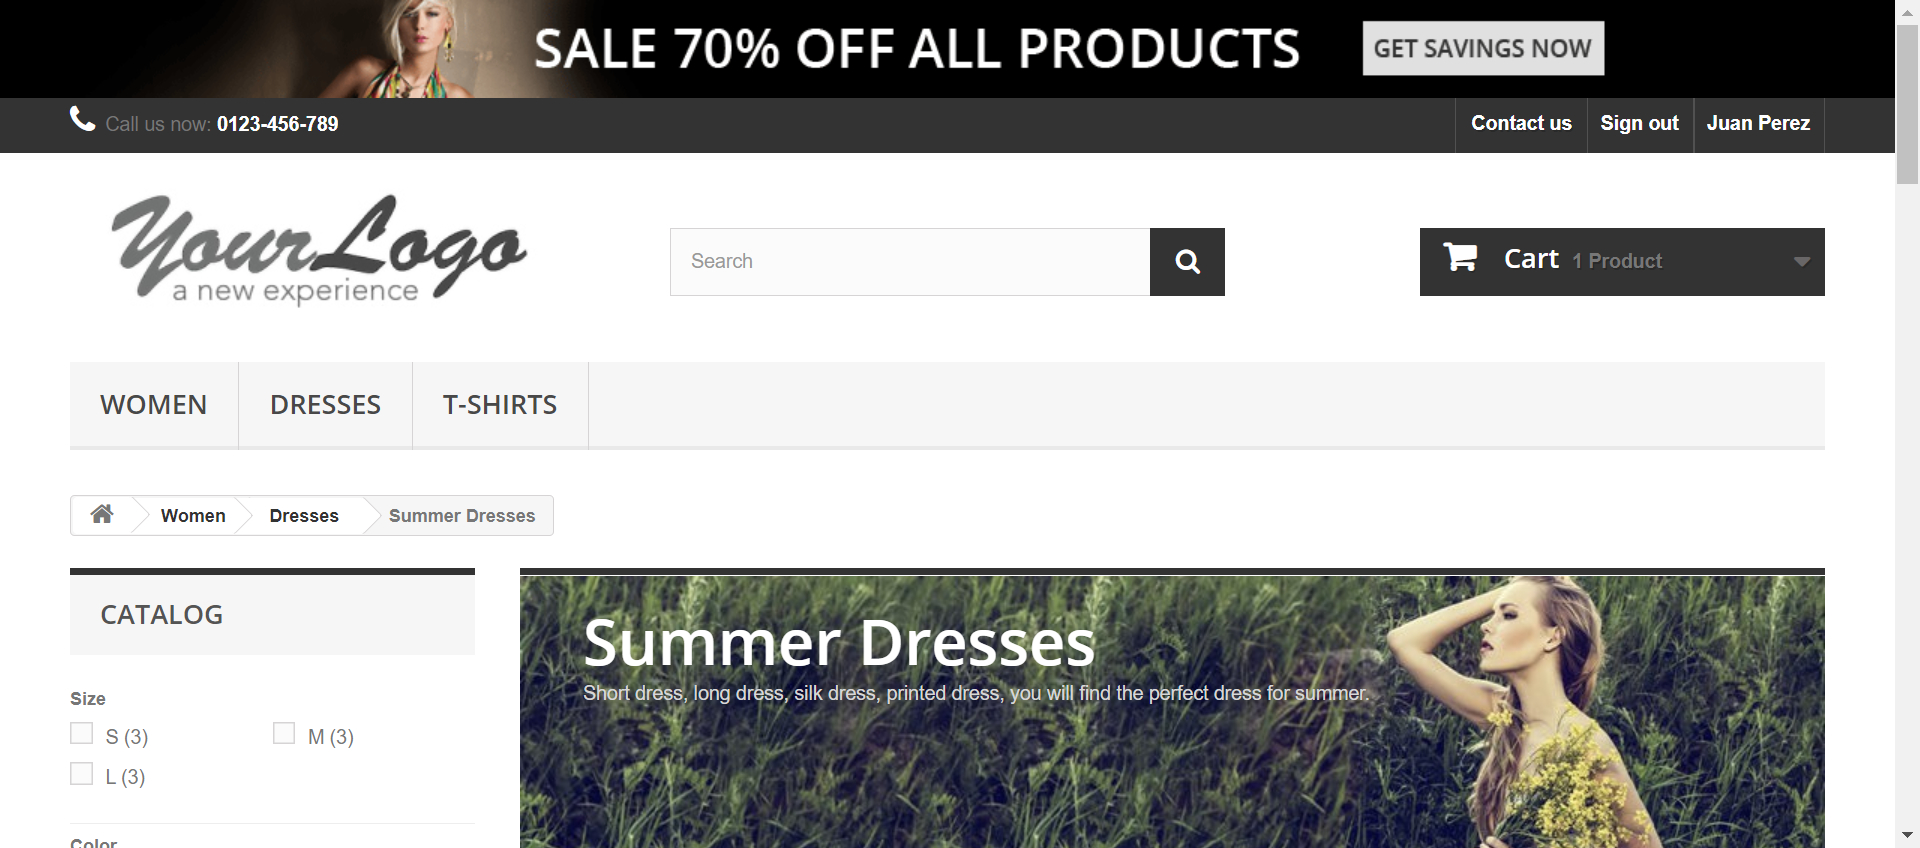 SALE 70% OFF ALL PRODUCTS
GET SAVINGS NOW
Call us now: 0123-456-789
Contact us
Sign out
Juan Perez
YourLogo
a new experience
Search
Cart 1 Product
WOMEN
DRESSES
T-SHIRTS
Women
Dresses
Summer Dresses
CATALOG
Summer Dresses
Short dress, long dress, silk dress, printed dress, you will find the perfect dress for summer.
Size
S (3)
M (3)
L (3)
Color